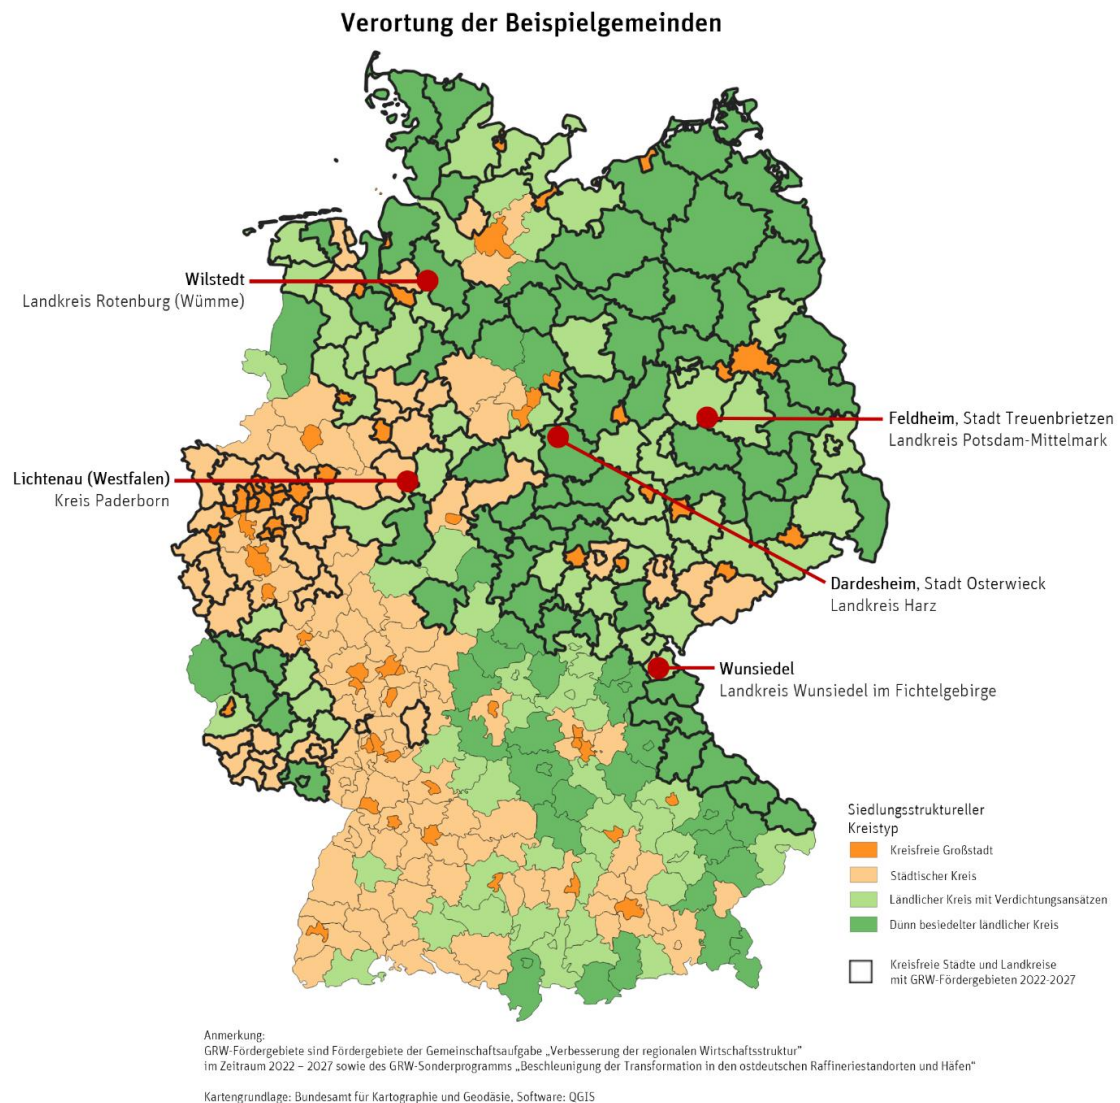 Verortung der Beispielgemeinden
Wilstedt
Landkreis Rotenburg (Wümme)
Feldheim, Stadt Treuenbrietzen
Landkreis Potsdam-Mittelmark
Lichtenau (Westfalen)
Kreis Paderborn
Dardesheim, Stadt Osterwieck
Landkreis Harz
Wunsiedel
Landkreis Wunsiedel im Fichtelgebirge
Siedlungsstruktureller
Kreistyp
Kreisfreie Großstadt
Städtischer Kreis
Ländlicher Kreis mit Verdichtungsansätzen
Dünn besiedelter ländlicher Kreis
Kreisfreie Städte und Landkreise
mit GRW-Fördergebieten 2022-2027
Anmerkung:
GRW-Fördergebiete sind Fördergebiete der Gemeinschaftsaufgabe „Verbesserung der regionalen Wirtschaftsstruktur“
im Zeitraum 2022 – 2027 sowie des GRW-Sonderprogramms „Beschleunigung der Transformation in den ostdeutschen Raffineriestandorten und Häfen“
Kartengrundlage: Bundesamt für Kartographie und Geodäsie, Software: QGIS